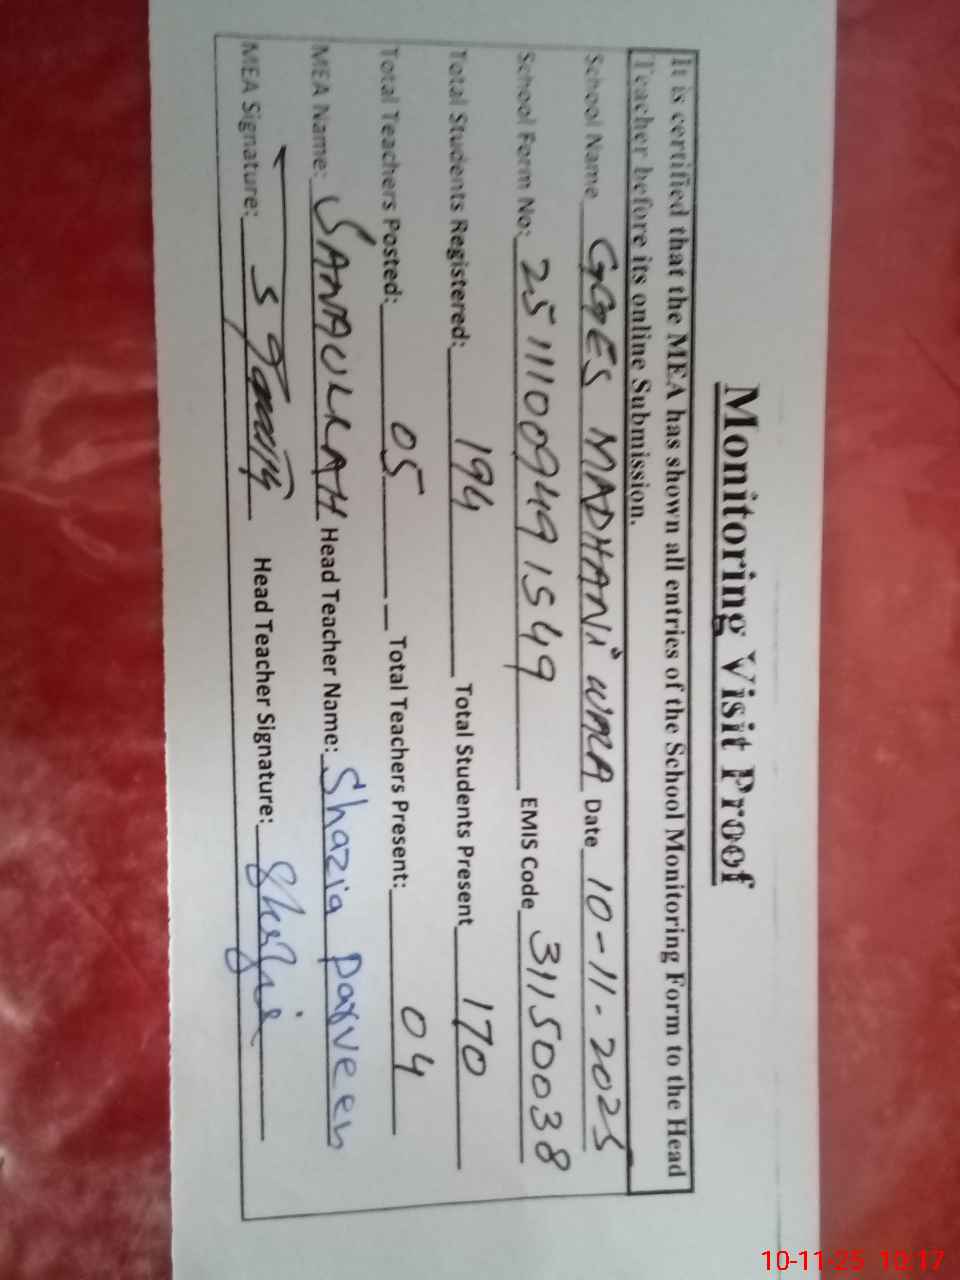 Monitoring Visit Proof
It is certified that the MEA has shown all entries of the School Monitoring Form to the Head
Teacher before its online Submission.
School Name GGES MADHANi WALA Date 10-11-2025
School Form No: 25111009491549 EMIS Code 31150038
Total Students Registered: 194 Total Students Present 170
Total Teachers Posted: 05 Total Teachers Present: 04
MEA Name: SANAULLAH Head Teacher Name: Shazia parveen
MEA Signature: Head Teacher Signature:
10-11-25 10:17